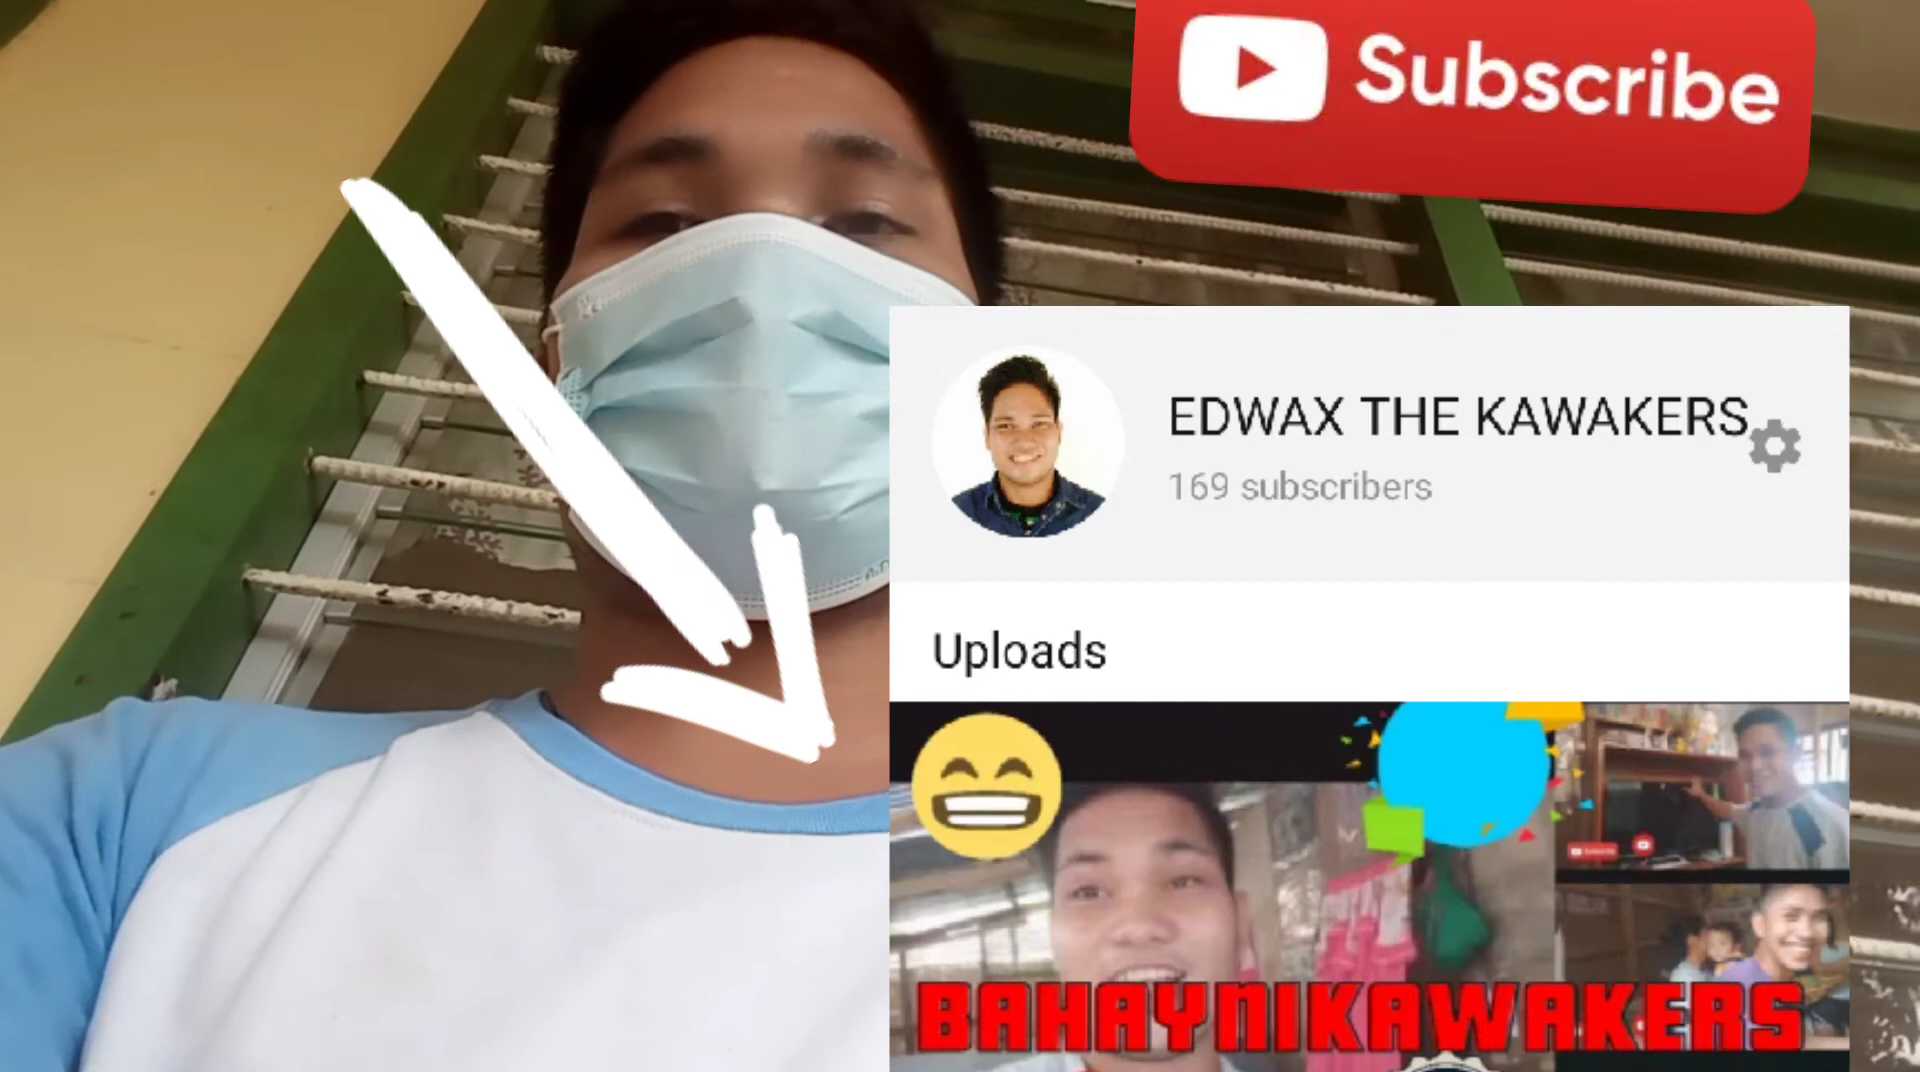 Subscribe
EDWAX THE KAWAKERS
169 subscribers
Uploads
BAHAYNIKAWAKERS